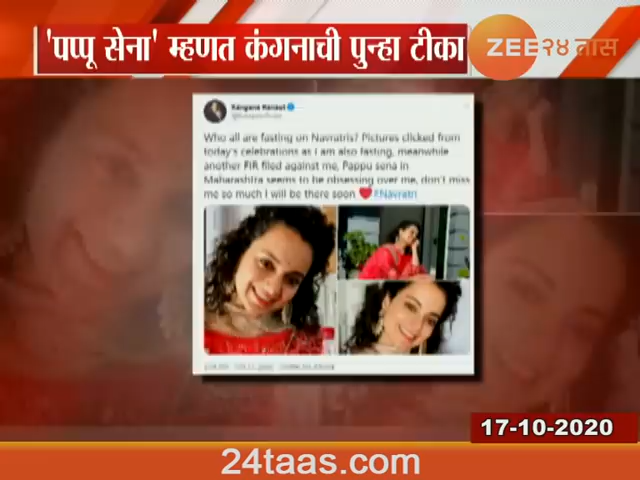 'पप्पू सेना' म्हणत कंगनाची पुन्हा टीका
ZEE २४ तास
Kangana Ranaut
Who all are fasting on Navratris? Pictures clicked from
today's celebrations as I am also fasting, meanwhile
another FIR filed against me, Pappu sena in
Maharashtra seems to be obsessing over me, don't miss
me so much I will be there soon ❤️ #Navratri
17-10-2020
24taas.com